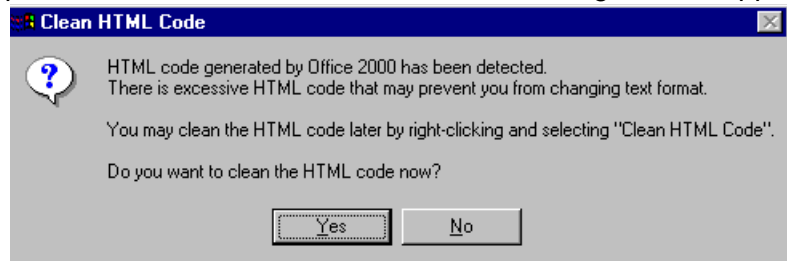 Clean HTML Code
HTML code generated by Office 2000 has been detected.
There is excessive HTML code that may prevent you from changing text format.
You may clean the HTML code later by right-clicking and selecting "Clean HTML Code".
Do you want to clean the HTML code now?
Yes No